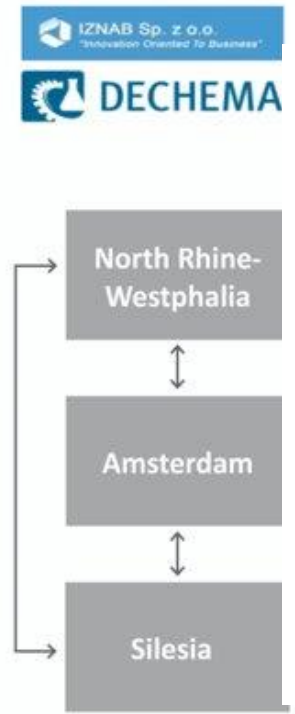 IZNAB Sp. z o.o.
"Innovation Oriented To Business"
DECHEMA
North Rhine-
Westphalia
Amsterdam
Silesia